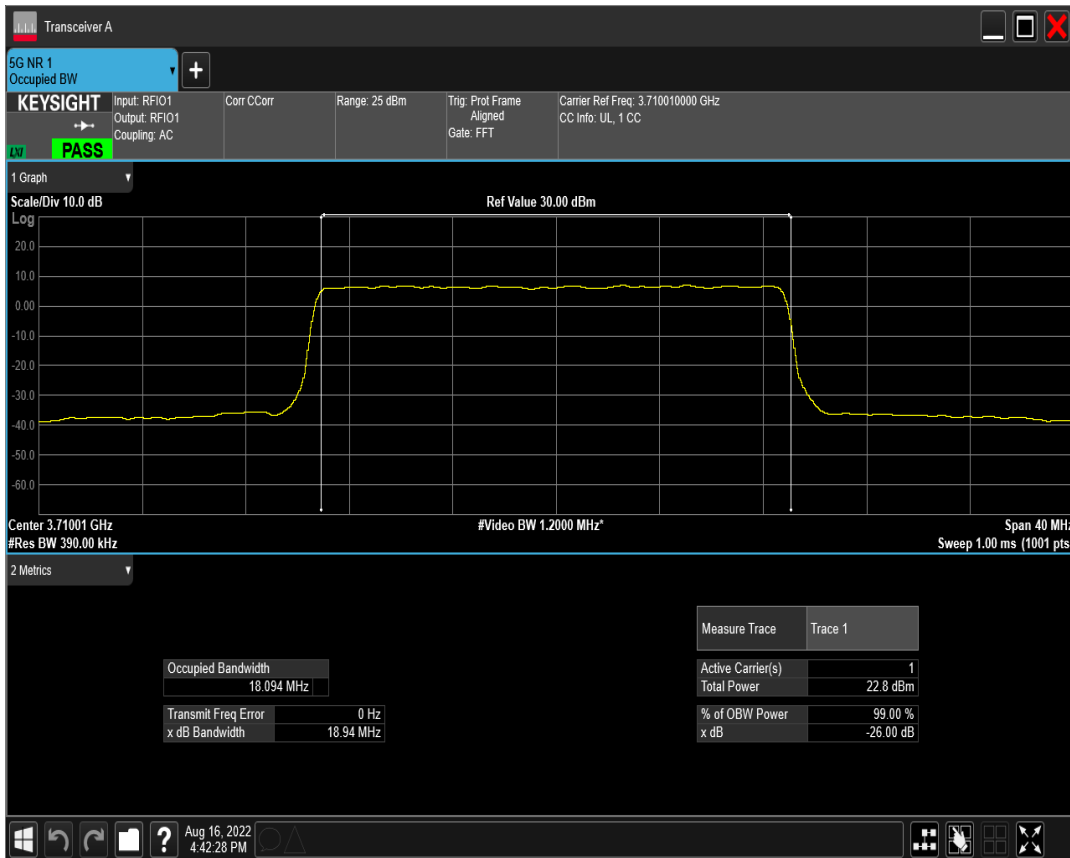 Transceiver A
5G NR 1
Occupied BW
KEYSIGHT
LXI
PASS
Input: RFIO1
Output: RFIO1
Coupling: AC
Corr CCorr
Range: 25 dBm
Trig: Prot Frame
Aligned
Gate: FFT
Carrier Ref Freq: 3.710010000 GHz
CC Info: UL, 1 CC
1 Graph
Scale/Div 10.0 dB
Ref Value 30.00 dBm
Log
20.0
10.0
0.00
-10.0
-20.0
-30.0
-40.0
-50.0
-60.0
Center 3.71001 GHz
#Video BW 1.2000 MHz*
Span 40 MHz
#Res BW 390.00 kHz
Sweep 1.00 ms (1001 pts
2 Metrics
Measure Trace Trace 1
Occupied Bandwidth
18.094 MHz
Active Carrier(s) 1
Total Power 22.8 dBm
Transmit Freq Error 0 Hz
x dB Bandwidth 18.94 MHz
% of OBW Power 99.00 %
x dB -26.00 dB
Aug 16, 2022
4:42:28 PM